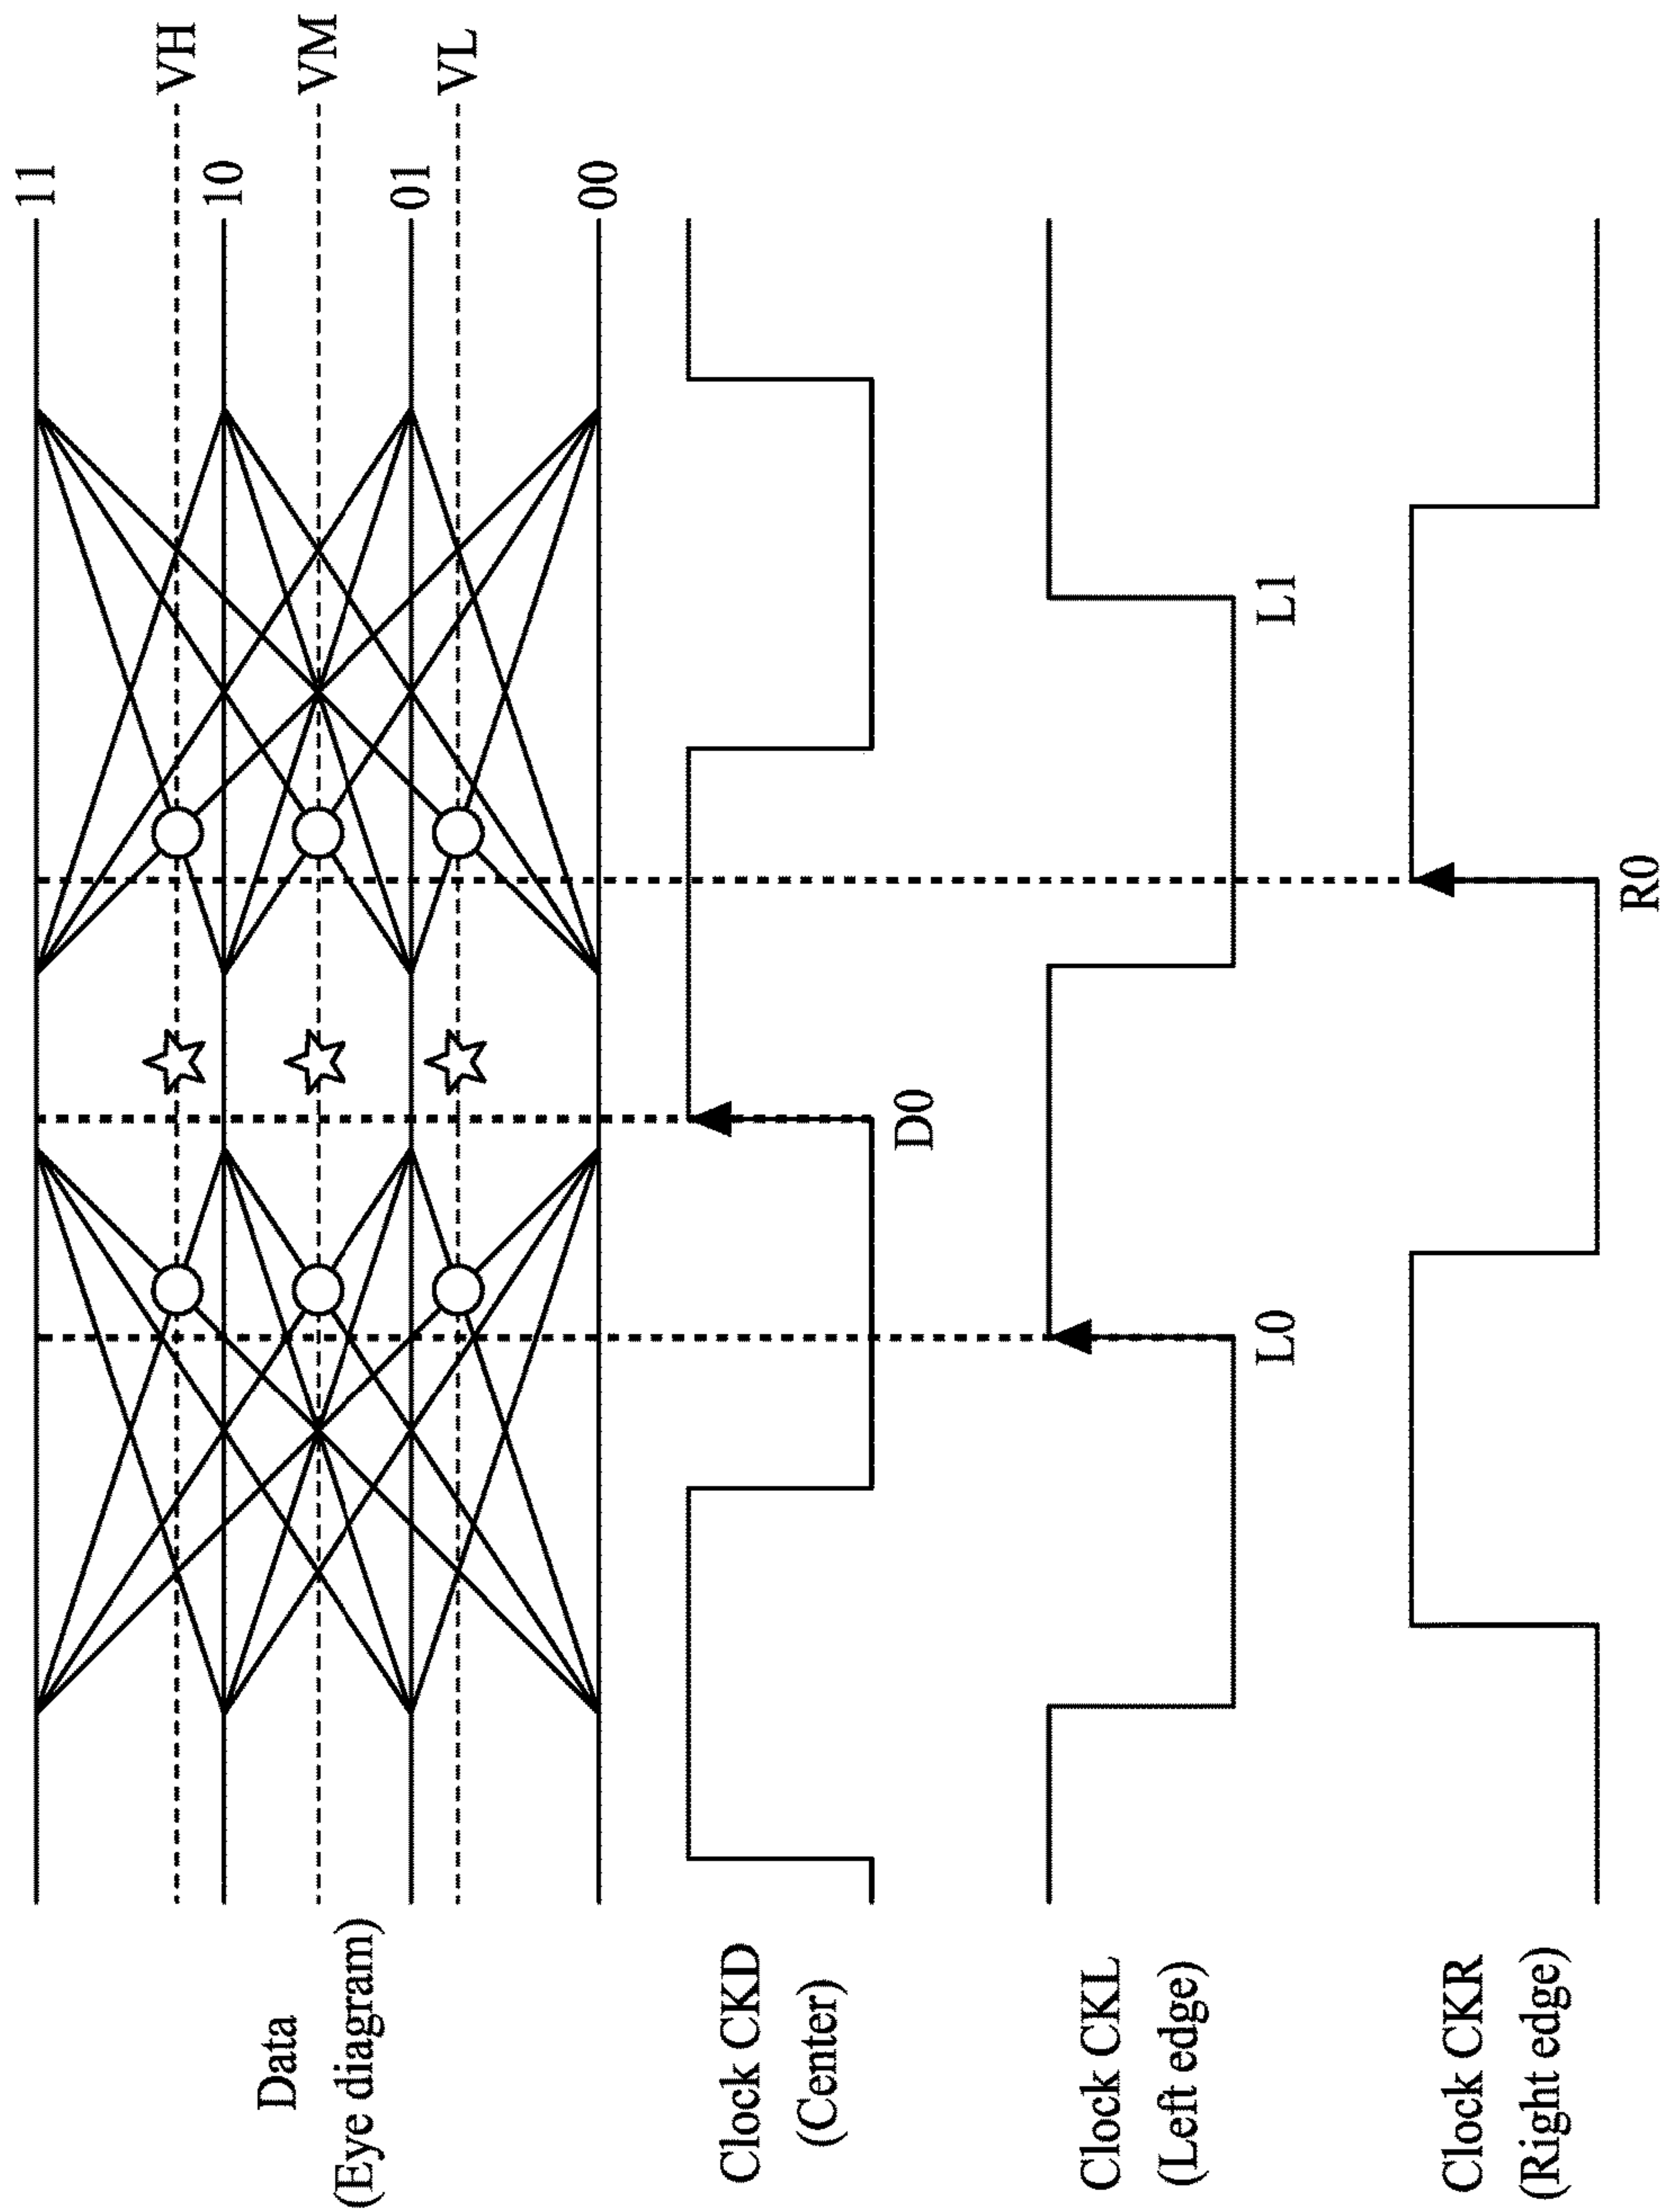 11
VH
10
VM
01
VL
00
Data
(Eye diagram)
Clock CKD
(Center)
D0
Clock CKL
(Left edge)
L0
L1
Clock CKR
(Right edge)
R0